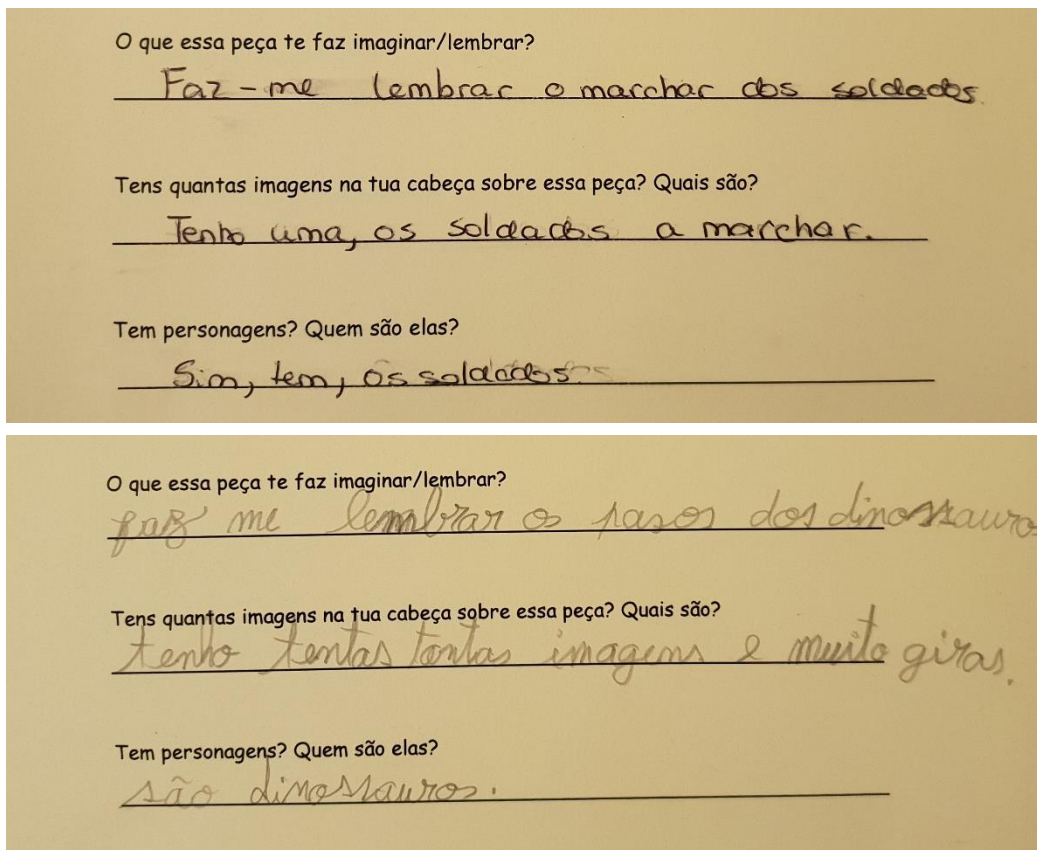 O que essa peça te faz imaginar/lembrar?
Faz-me lembrar o marchar dos soldados.
Tens quantas imagens na tua cabeça sobre essa peça? Quais são?
Tenho uma, os soldados a marchar.
Tem personagens? Quem são elas?
Sim, tem, os soldados.
O que essa peça te faz imaginar/lembrar?
faz me lembrar os pasos dos dinossauro
Tens quantas imagens na tua cabeça sobre essa peça? Quais são?
tenho tentas tantas imagens e muito giras.
Tem personagens? Quem são elas?
são dinossauros.